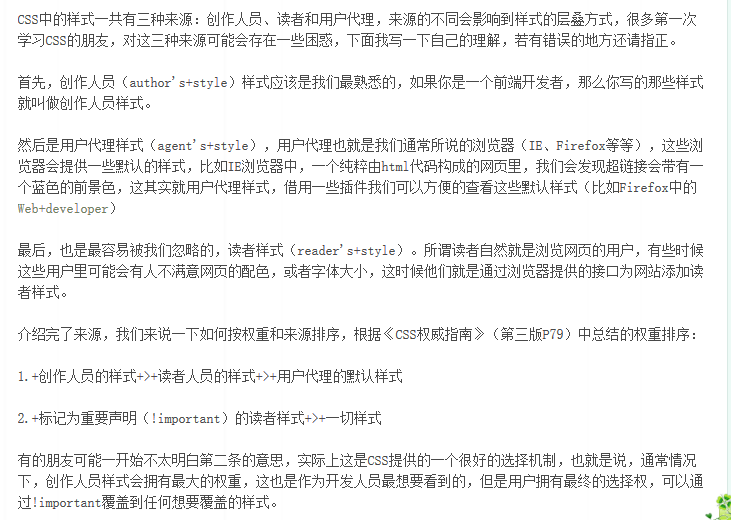 CSS中的样式一共有三种来源：创作人员、读者和用户代理，来源的不同会影响到样式的层叠方式，很多第一次
学习CSS的朋友，对这三种来源可能会存在一些困惑，下面我写一下自己的理解，若有错误的地方还请指正。
首先，创作人员（author's+style）样式应该是我们最熟悉的，如果你是一个前端开发者，那么你写的那些样式
就叫做创作人员样式。
然后是用户代理样式（agent's+style），用户代理也就是我们通常所说的浏览器（IE、Firefox等等），这些浏
览器会提供一些默认的样式，比如IE浏览器中，一个纯粹由html代码构成的网页里，我们会发现超链接会带有一
个蓝色的前景色，这其实就用户代理样式，借用一些插件我们可以方便的查看这些默认样式（比如Firefox中的
Web+developer）
最后，也是最容易被我们忽略的，读者样式（reader's+style）。所谓读者自然就是浏览网页的用户，有些时候
这些用户里可能会有人不满意网页的配色，或者字体大小，这时候他们就是通过浏览器提供的接口为网站添加读
者样式。
介绍完了来源，我们来说一下如何按权重和来源排序，根据《CSS权威指南》（第三版P79）中总结的权重排序：
1.+创作人员的样式+>+读者人员的样式+>+用户代理的默认样式
2.+标记为重要声明（!important）的读者样式+>+一切样式
有的朋友可能一开始不太明白第二条的意思，实际上这是CSS提供的一个很好的选择机制，也就是说，通常情况
下，创作人员样式会拥有最大的权重，这也是作为开发人员最想要看到的，但是用户拥有最终的选择权，可以通
过!important覆盖到任何想要覆盖的样式。